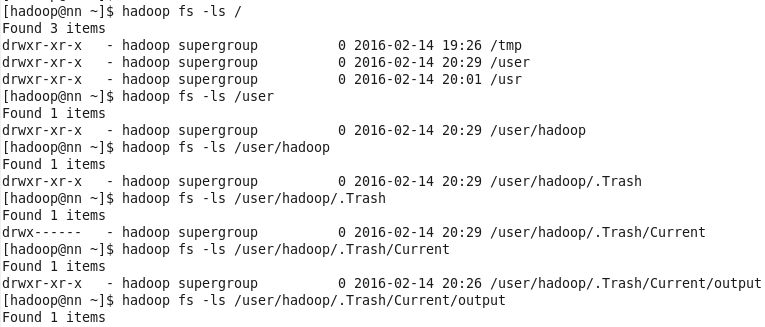 [hadoop@nn ~]$ hadoop fs -ls /
Found 3 items
drwxr-xr-x   - hadoop supergroup          0 2016-02-14 19:26 /tmp
drwxr-xr-x   - hadoop supergroup          0 2016-02-14 20:29 /user
drwxr-xr-x   - hadoop supergroup          0 2016-02-14 20:01 /usr
[hadoop@nn ~]$ hadoop fs -ls /user
Found 1 items
drwxr-xr-x   - hadoop supergroup          0 2016-02-14 20:29 /user/hadoop
[hadoop@nn ~]$ hadoop fs -ls /user/hadoop
Found 1 items
drwxr-xr-x   - hadoop supergroup          0 2016-02-14 20:29 /user/hadoop/.Trash
[hadoop@nn ~]$ hadoop fs -ls /user/hadoop/.Trash
Found 1 items
drwx------   - hadoop supergroup          0 2016-02-14 20:29 /user/hadoop/.Trash/Current
[hadoop@nn ~]$ hadoop fs -ls /user/hadoop/.Trash/Current
Found 1 items
drwxr-xr-x   - hadoop supergroup          0 2016-02-14 20:26 /user/hadoop/.Trash/Current/output
[hadoop@nn ~]$ hadoop fs -ls /user/hadoop/.Trash/Current/output
Found 1 items